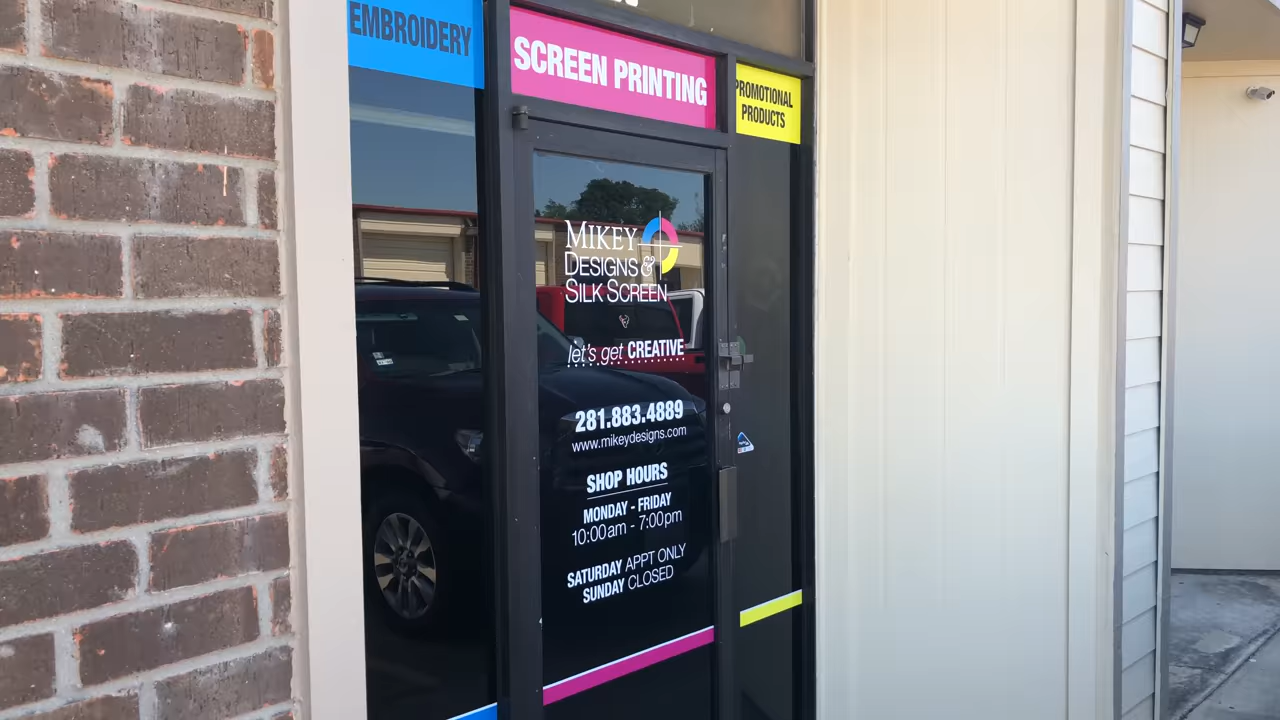 EMBROIDERY
SCREEN PRINTING
PROMOTIONAL
PRODUCTS
MIKEY
DESIGNS &
SILK SCREEN
let's get CREATIVE
281.883.4889
www.mikeydesigns.com
SHOP HOURS
MONDAY - FRIDAY
10:00am - 7:00pm
SATURDAY APPT ONLY
SUNDAY CLOSED